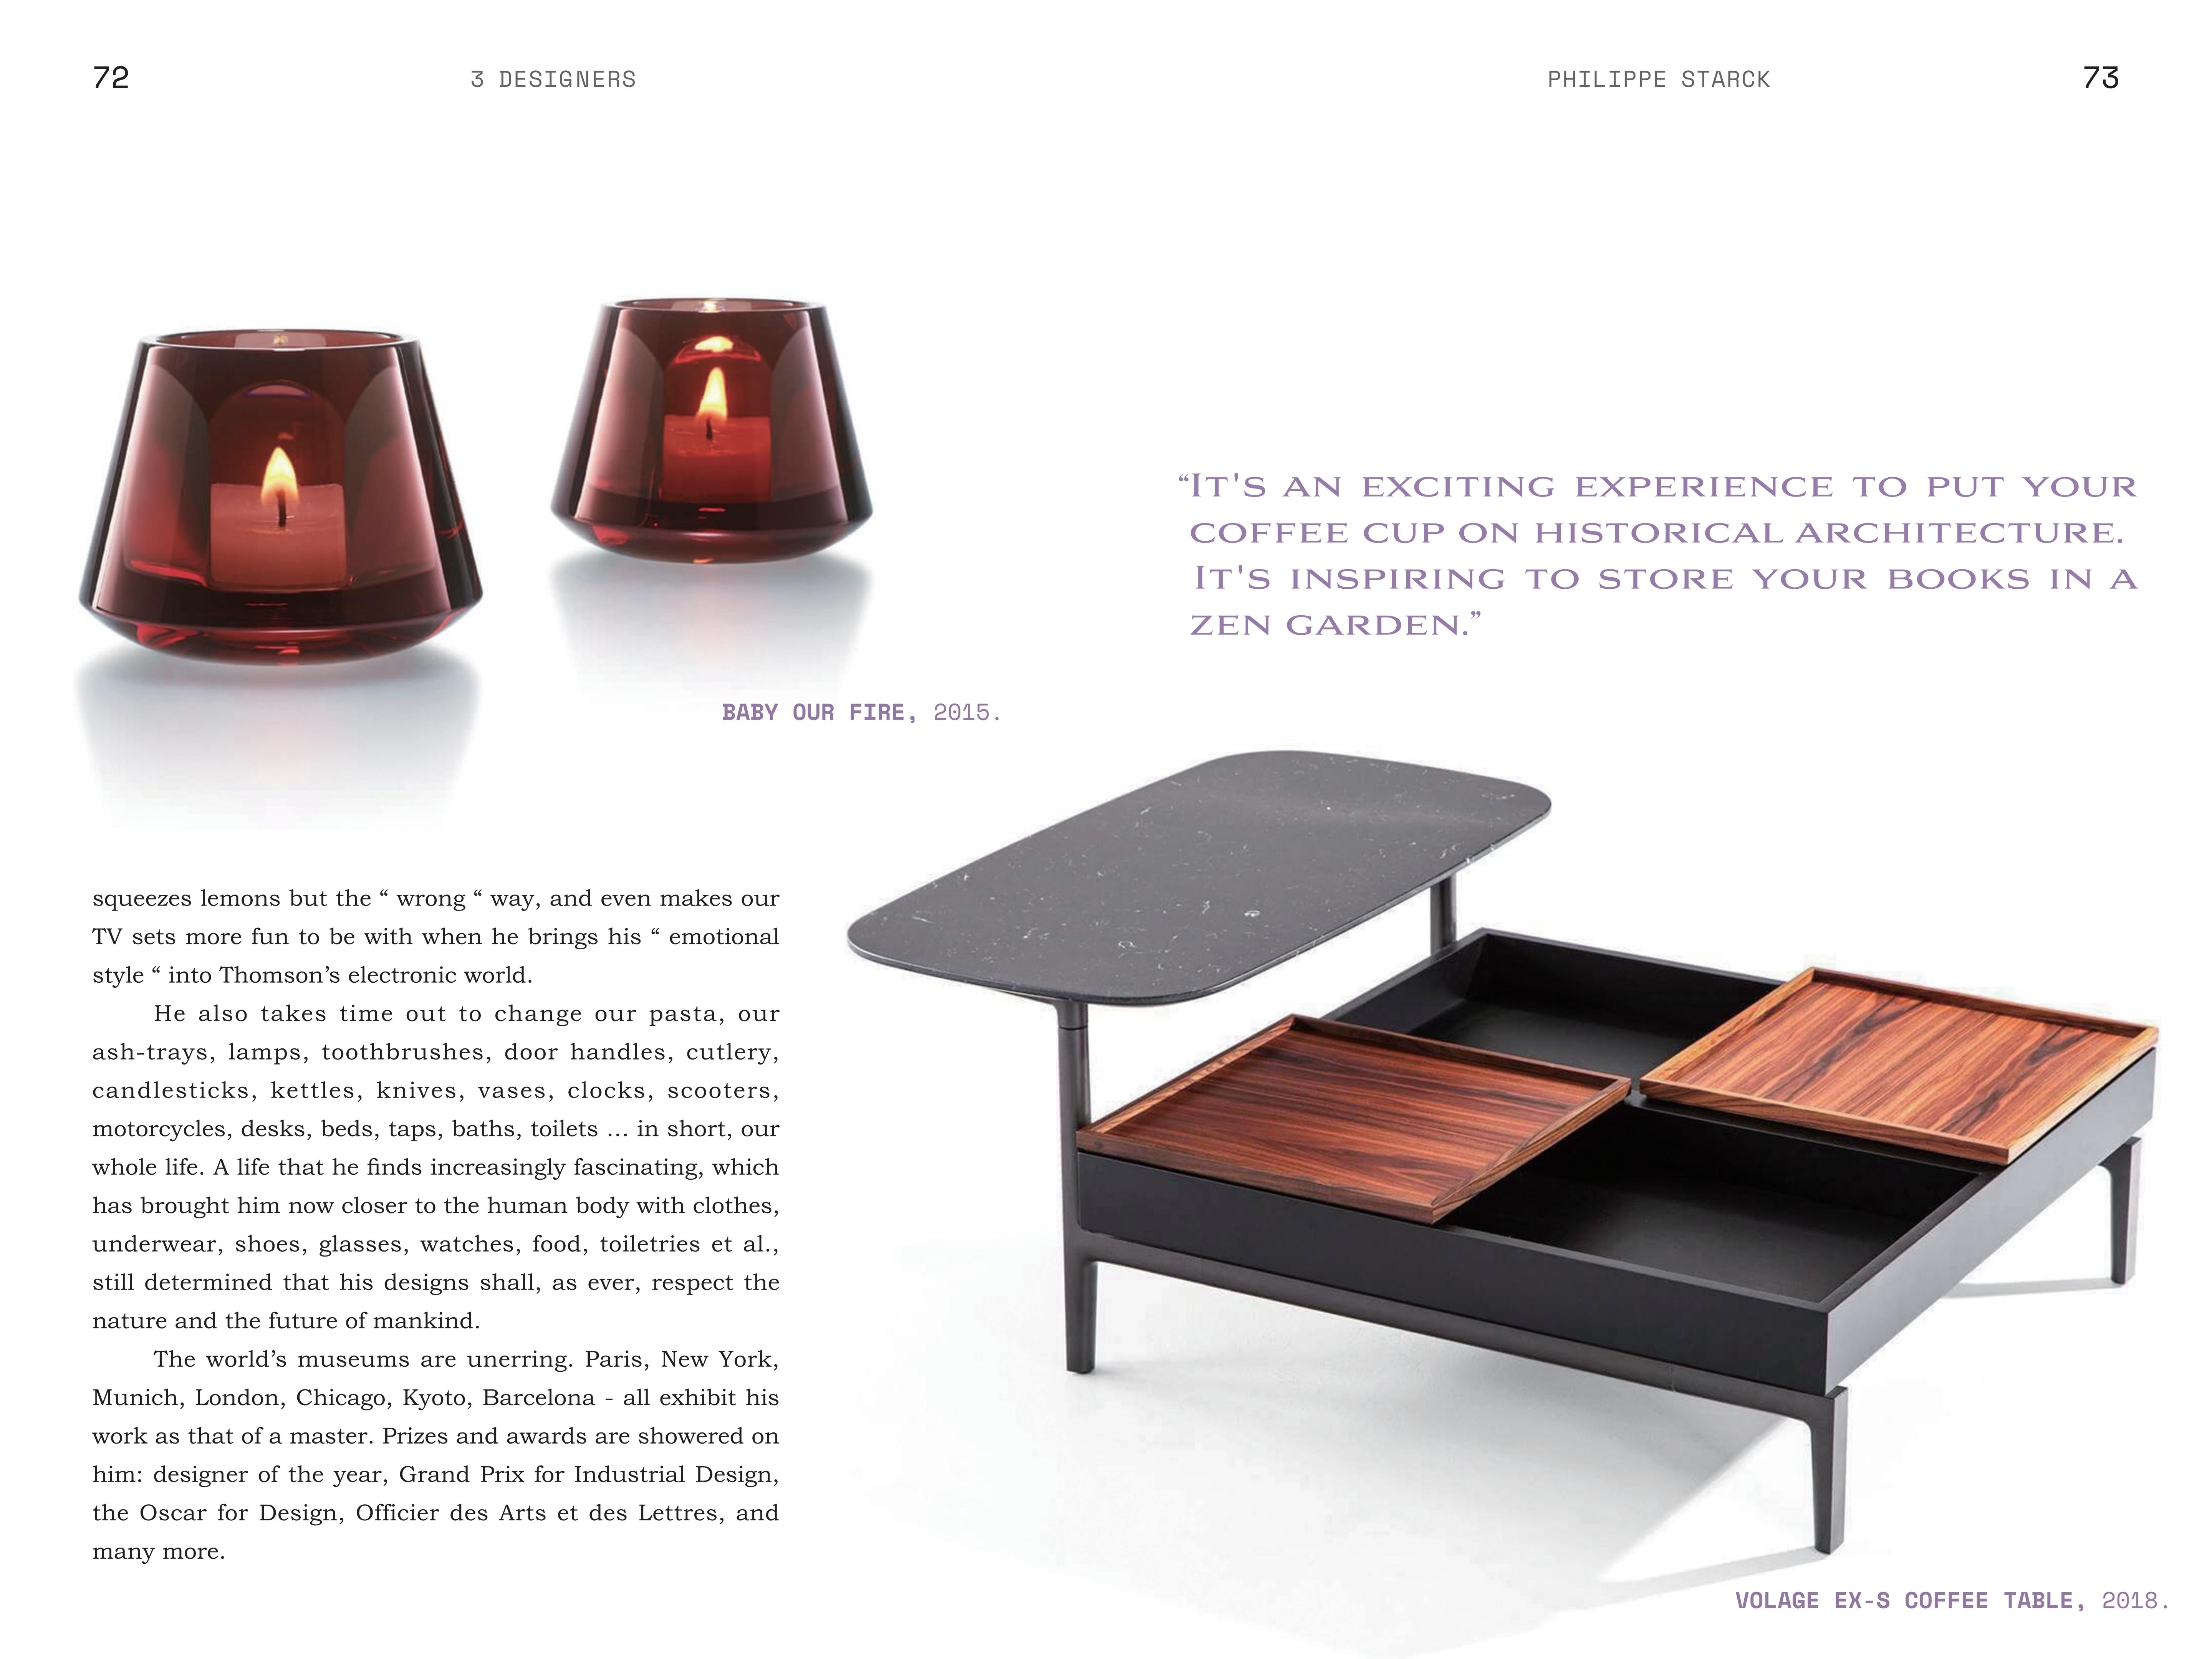 72
3 DESIGNERS
PHILIPPE STARCK
73
“IT'S AN EXCITING EXPERIENCE TO PUT YOUR
COFFEE CUP ON HISTORICAL ARCHITECTURE.
IT'S INSPIRING TO STORE YOUR BOOKS IN A
ZEN GARDEN.”
BABY OUR FIRE, 2015.
squeezes lemons but the “ wrong “ way, and even makes our
TV sets more fun to be with when he brings his “ emotional
style “ into Thomson’s electronic world.
He also takes time out to change our pasta, our
ash-trays, lamps, toothbrushes, door handles, cutlery,
candlesticks, kettles, knives, vases, clocks, scooters,
motorcycles, desks, beds, taps, baths, toilets … in short, our
whole life. A life that he finds increasingly fascinating, which
has brought him now closer to the human body with clothes,
underwear, shoes, glasses, watches, food, toiletries et al.,
still determined that his designs shall, as ever, respect the
nature and the future of mankind.
The world’s museums are unerring. Paris, New York,
Munich, London, Chicago, Kyoto, Barcelona - all exhibit his
work as that of a master. Prizes and awards are showered on
him: designer of the year, Grand Prix for Industrial Design,
the Oscar for Design, Officier des Arts et des Lettres, and
many more.
VOLAGE EX-S COFFEE TABLE, 2018.